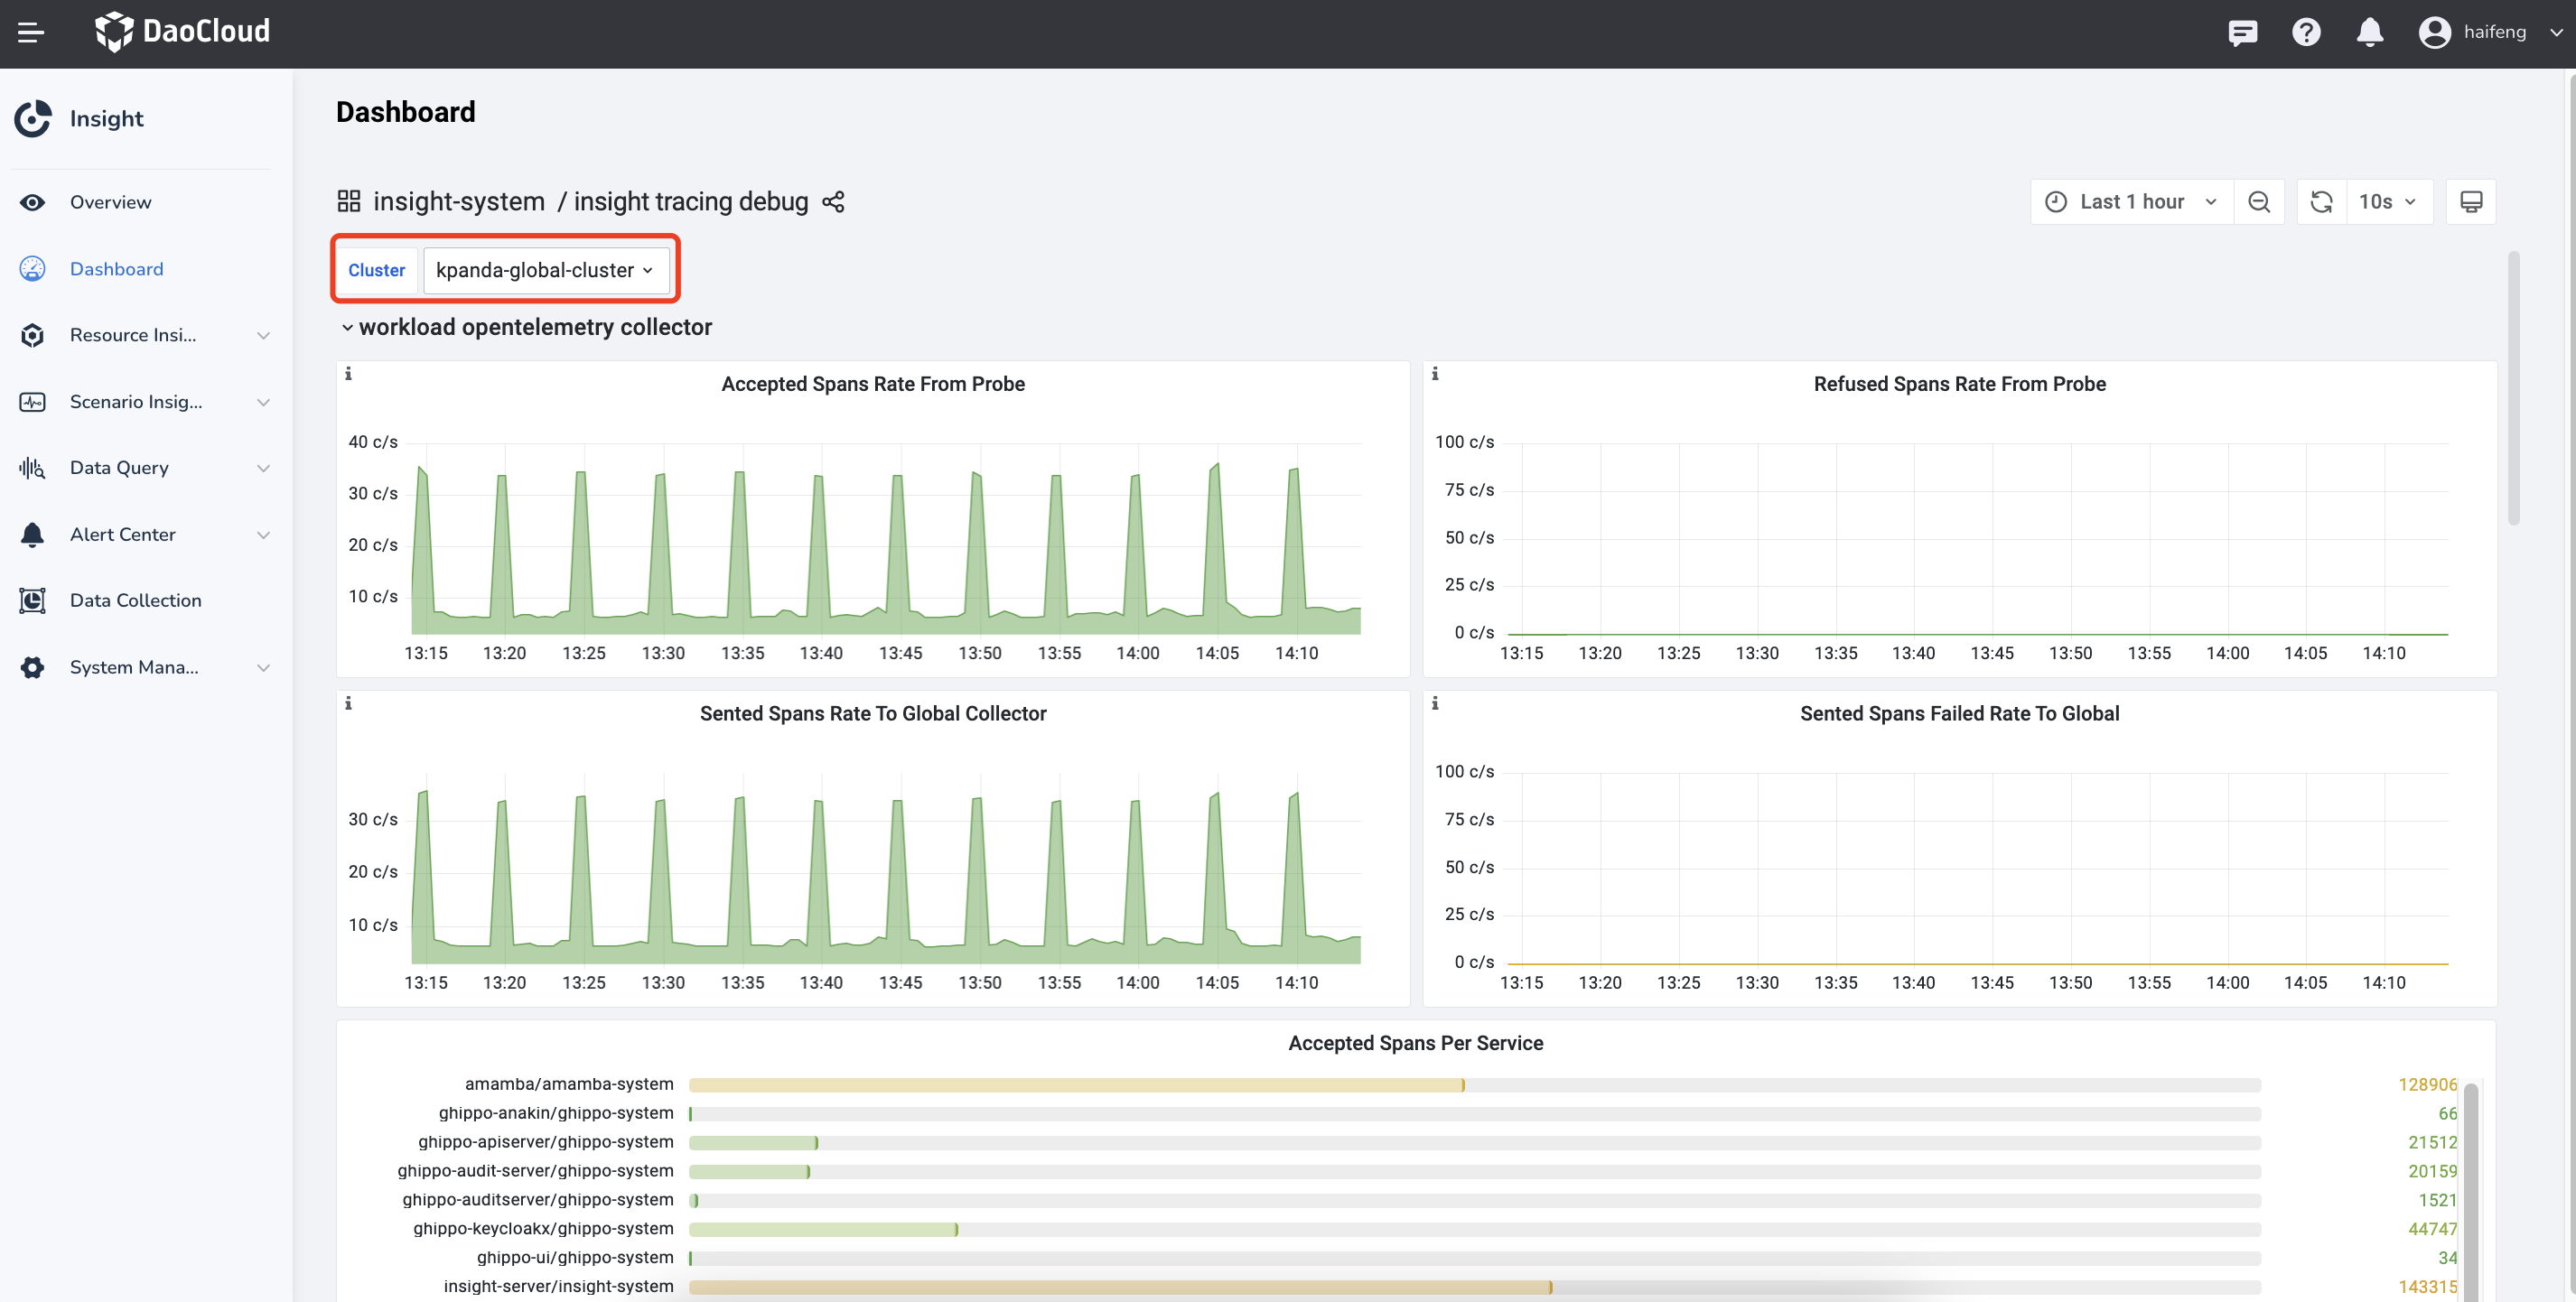 DaoCloud
haifeng
Insight
Overview
Dashboard
Resource Insi...
Scenario Insig...
Data Query
Alert Center
Data Collection
System Mana...
Dashboard
insight-system / insight tracing debug
Last 1 hour
10s
Cluster
kpanda-global-cluster
workload opentelemetry collector
Accepted Spans Rate From Probe
40 c/s
30 c/s
20 c/s
10 c/s
13:15 13:20 13:25 13:30 13:35 13:40 13:45 13:50 13:55 14:00 14:05 14:10
Refused Spans Rate From Probe
100 c/s
75 c/s
50 c/s
25 c/s
0 c/s
13:15 13:20 13:25 13:30 13:35 13:40 13:45 13:50 13:55 14:00 14:05 14:10
Sented Spans Rate To Global Collector
30 c/s
20 c/s
10 c/s
13:15 13:20 13:25 13:30 13:35 13:40 13:45 13:50 13:55 14:00 14:05 14:10
Sented Spans Failed Rate To Global
100 c/s
75 c/s
50 c/s
25 c/s
0 c/s
13:15 13:20 13:25 13:30 13:35 13:40 13:45 13:50 13:55 14:00 14:05 14:10
Accepted Spans Per Service
amamba/amamba-system 128906
ghippo-anakin/ghippo-system 66
ghippo-apiserver/ghippo-system 21512
ghippo-audit-server/ghippo-system 20159
ghippo-auditserver/ghippo-system 1521
ghippo-keycloakx/ghippo-system 44747
ghippo-ui/ghippo-system 34
insight-server/insight-system 143315